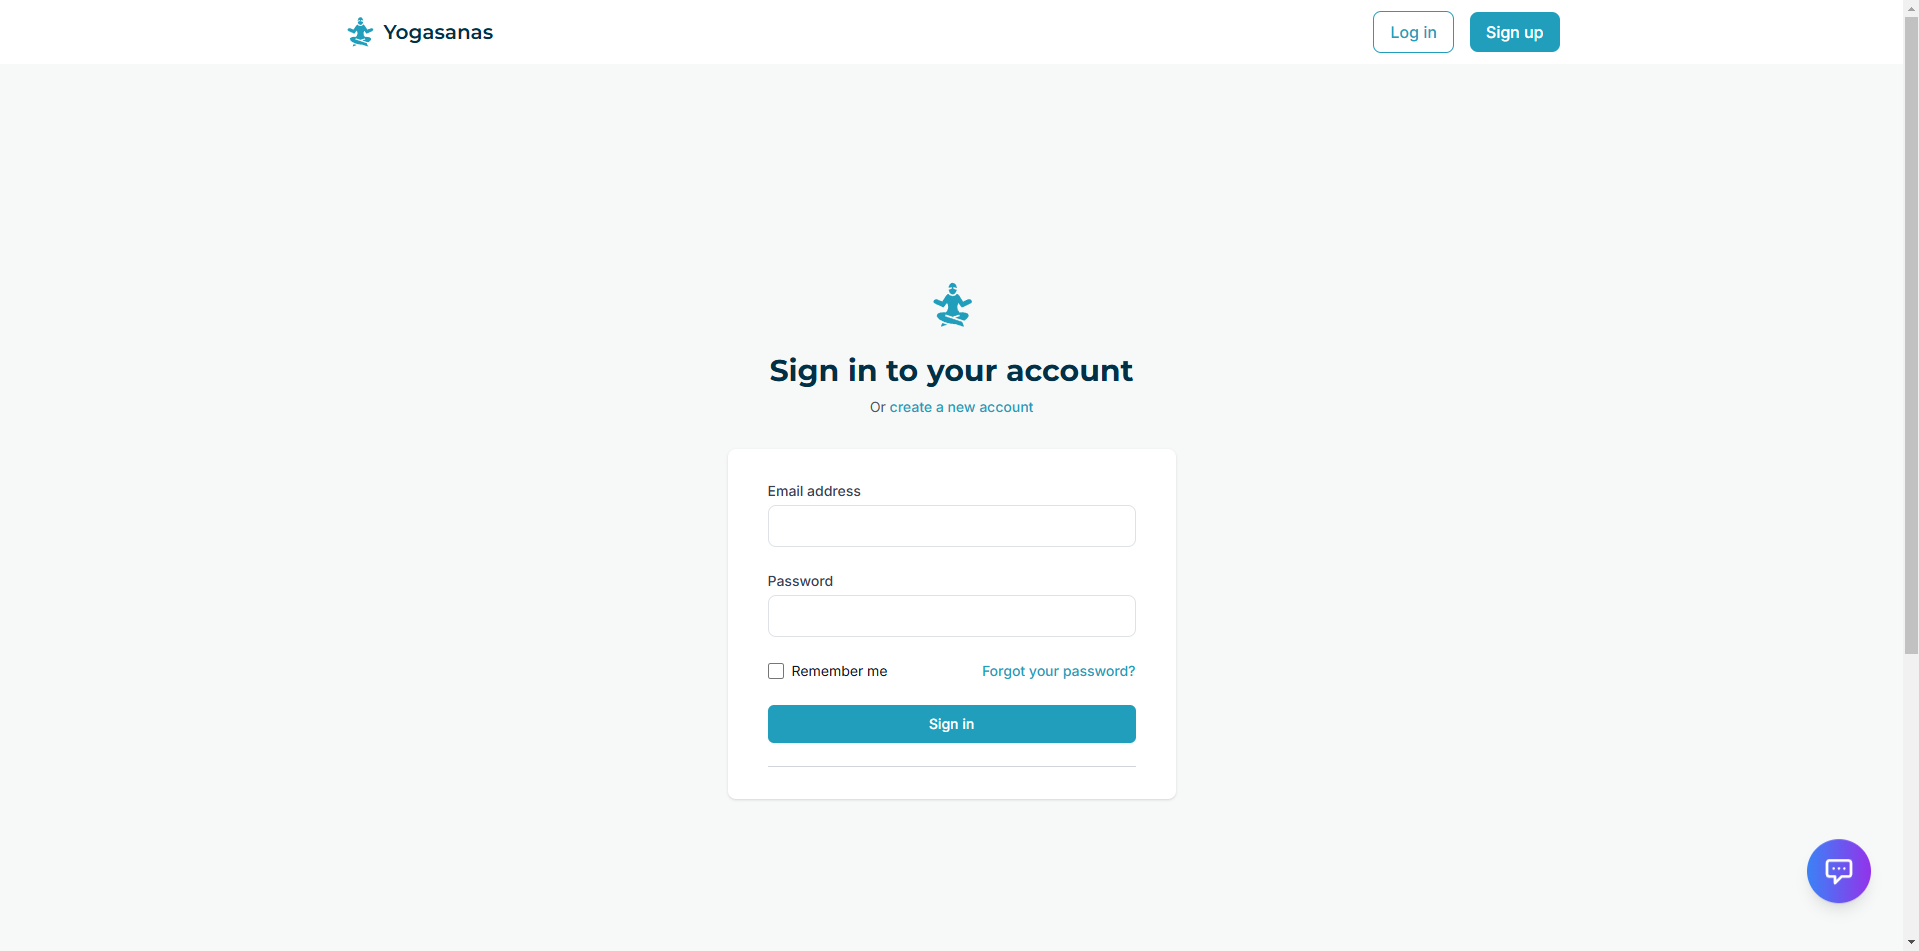 Yogasanas
Log in
Sign up
Sign in to your account
Or create a new account
Email address
Password
Remember me
Forgot your password?
Sign in